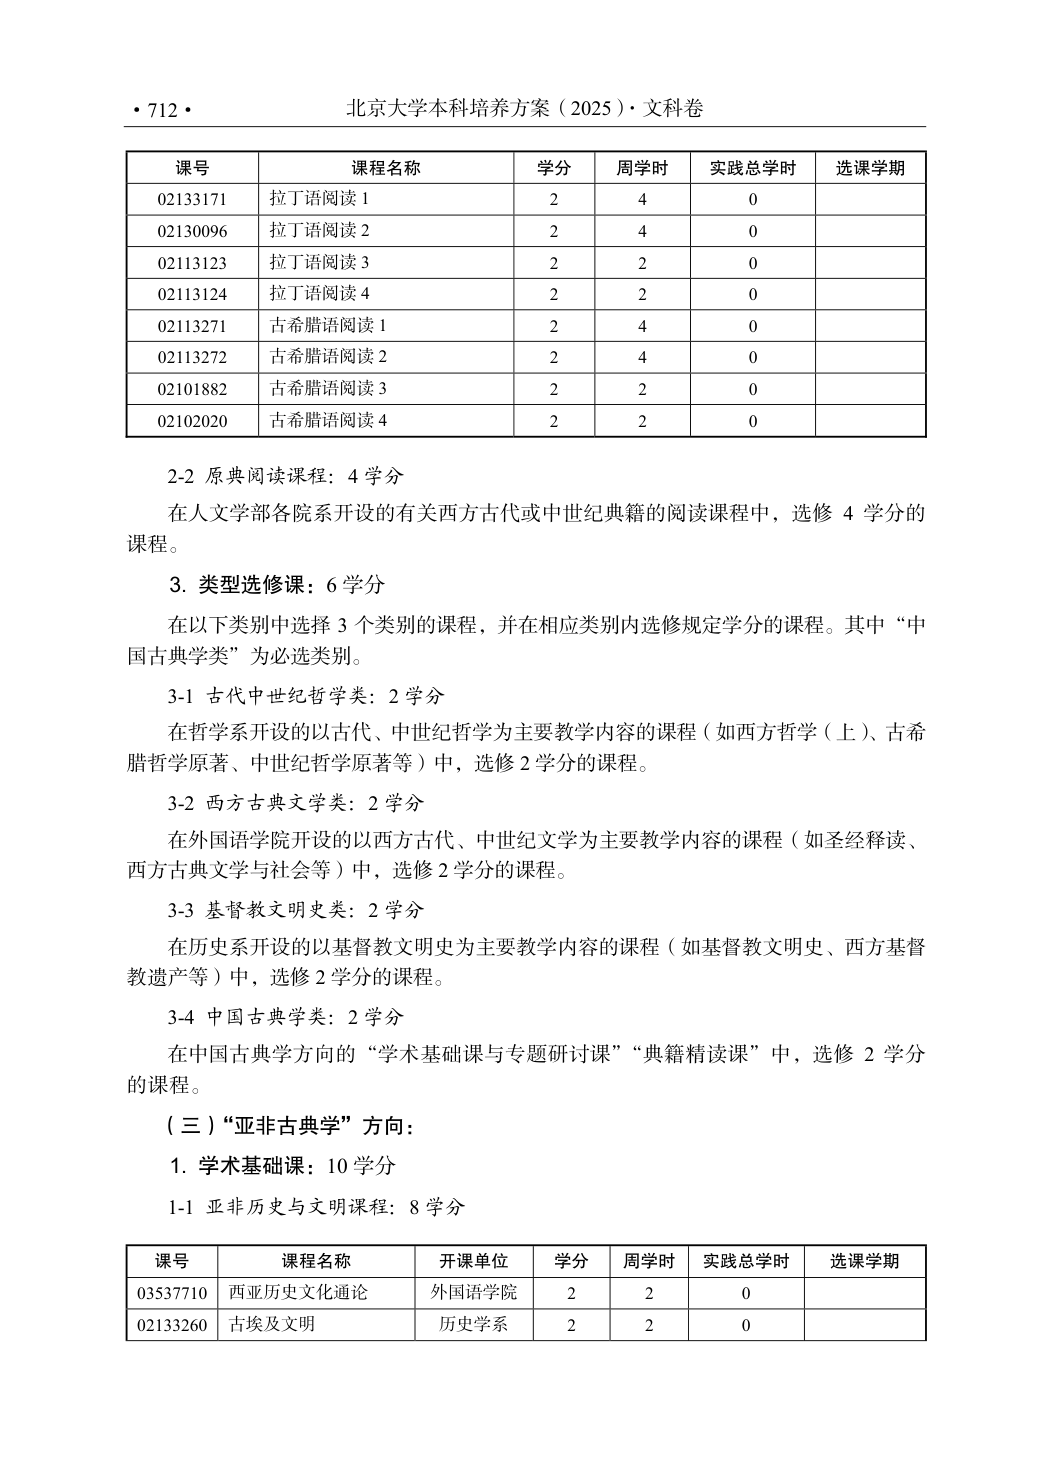 • 712 • 北京大学本科培养方案（2025）· 文科卷
课号 课程名称 学分 周学时 实践总学时 选课学期
02133171 拉丁语阅读 1 2 4 0
02130096 拉丁语阅读 2 2 4 0
02113123 拉丁语阅读 3 2 2 0
02113124 拉丁语阅读 4 2 2 0
02113271 古希腊语阅读 1 2 4 0
02113272 古希腊语阅读 2 2 4 0
02101882 古希腊语阅读 3 2 2 0
02102020 古希腊语阅读 4 2 2 0
2-2 原典阅读课程：4 学分
在人文学部各院系开设的有关西方古代或中世纪典籍的阅读课程中，选修 4 学分的
课程。
3. 类型选修课：6 学分
在以下类别中选择 3 个类别的课程，并在相应类别内选修规定学分的课程。其中“中
国古典学类”为必选类别。
3-1 古代中世纪哲学类：2 学分
在哲学系开设的以古代、中世纪哲学为主要教学内容的课程（如西方哲学（上）、古希
腊哲学原著、中世纪哲学原著等）中，选修 2 学分的课程。
3-2 西方古典文学类：2 学分
在外国语学院开设的以西方古代、中世纪文学为主要教学内容的课程（如圣经释读、
西方古典文学与社会等）中，选修 2 学分的课程。
3-3 基督教文明史类：2 学分
在历史系开设的以基督教文明史为主要教学内容的课程（如基督教文明史、西方基督
教遗产等）中，选修 2 学分的课程。
3-4 中国古典学类：2 学分
在中国古典学方向的“学术基础课与专题研讨课”“典籍精读课”中，选修 2 学分
的课程。
（三）“亚非古典学”方向：
1. 学术基础课：10 学分
1-1 亚非历史与文明课程：8 学分
课号 课程名称 开课单位 学分 周学时 实践总学时 选课学期
03537710 西亚历史文化通论 外国语学院 2 2 0
02133260 古埃及文明 历史学系 2 2 0